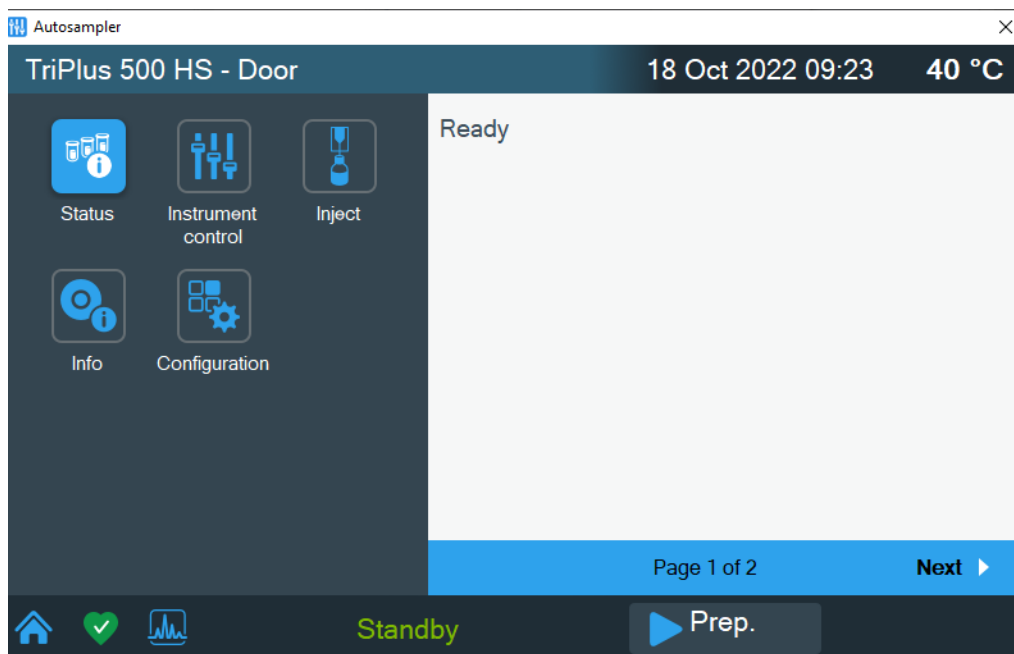 Autosampler
TriPlus 500 HS - Door 18 Oct 2022 09:23 40 °C
Ready
Status Instrument control Inject
Info Configuration
Page 1 of 2 Next
Standby Prep.